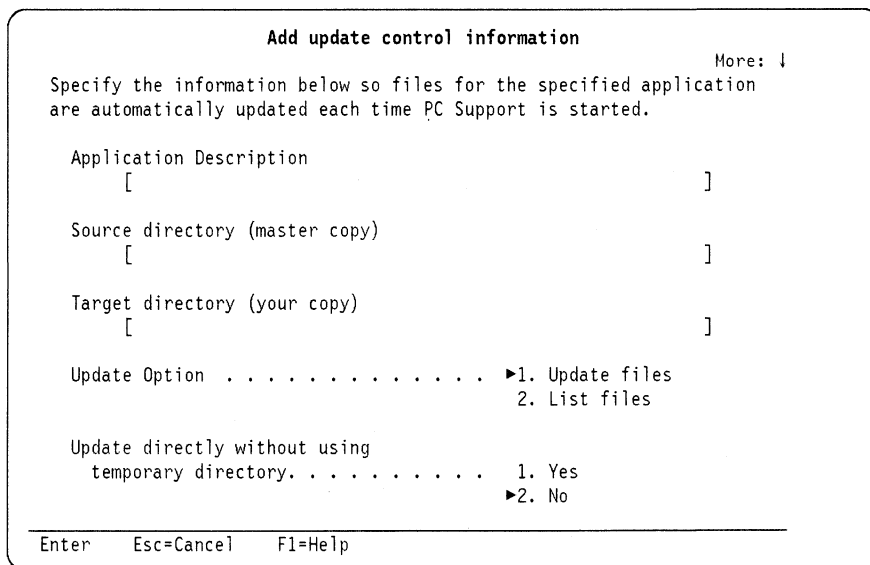 Add update control information
More: ↓
Specify the information below so files for the specified application
are automatically updated each time PC Support is started.
Application Description
[ ]
Source directory (master copy)
[ ]
Target directory (your copy)
[ ]
Update Option . . . . . . . . . . . . . ►1. Update files
2. List files
Update directly without using
temporary directory. . . . . . . . . . 1. Yes
►2. No
Enter Esc=Cancel F1=Help